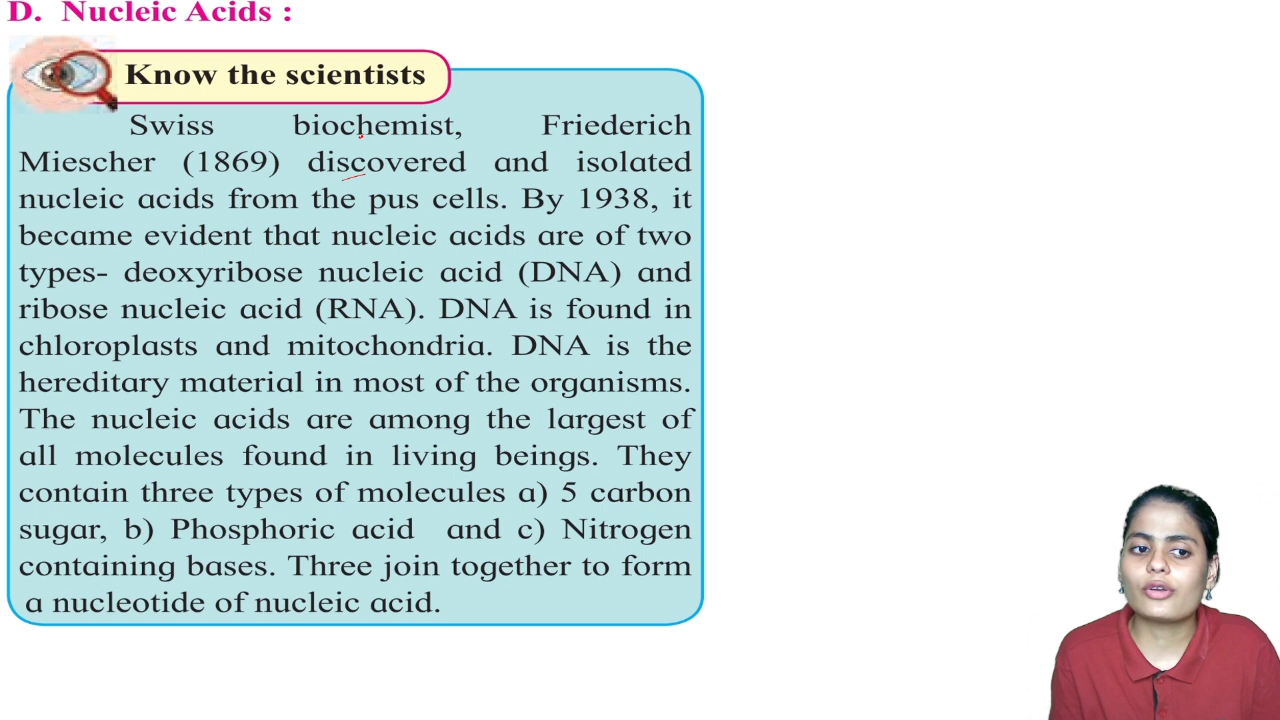 D. Nucleic Acids :
Know the scientists
Swiss biochemist, Friederich
Miescher (1869) discovered and isolated
nucleic acids from the pus cells. By 1938, it
became evident that nucleic acids are of two
types- deoxyribose nucleic acid (DNA) and
ribose nucleic acid (RNA). DNA is found in
chloroplasts and mitochondria. DNA is the
hereditary material in most of the organisms.
The nucleic acids are among the largest of
all molecules found in living beings. They
contain three types of molecules a) 5 carbon
sugar, b) Phosphoric acid and c) Nitrogen
containing bases. Three join together to form
a nucleotide of nucleic acid.